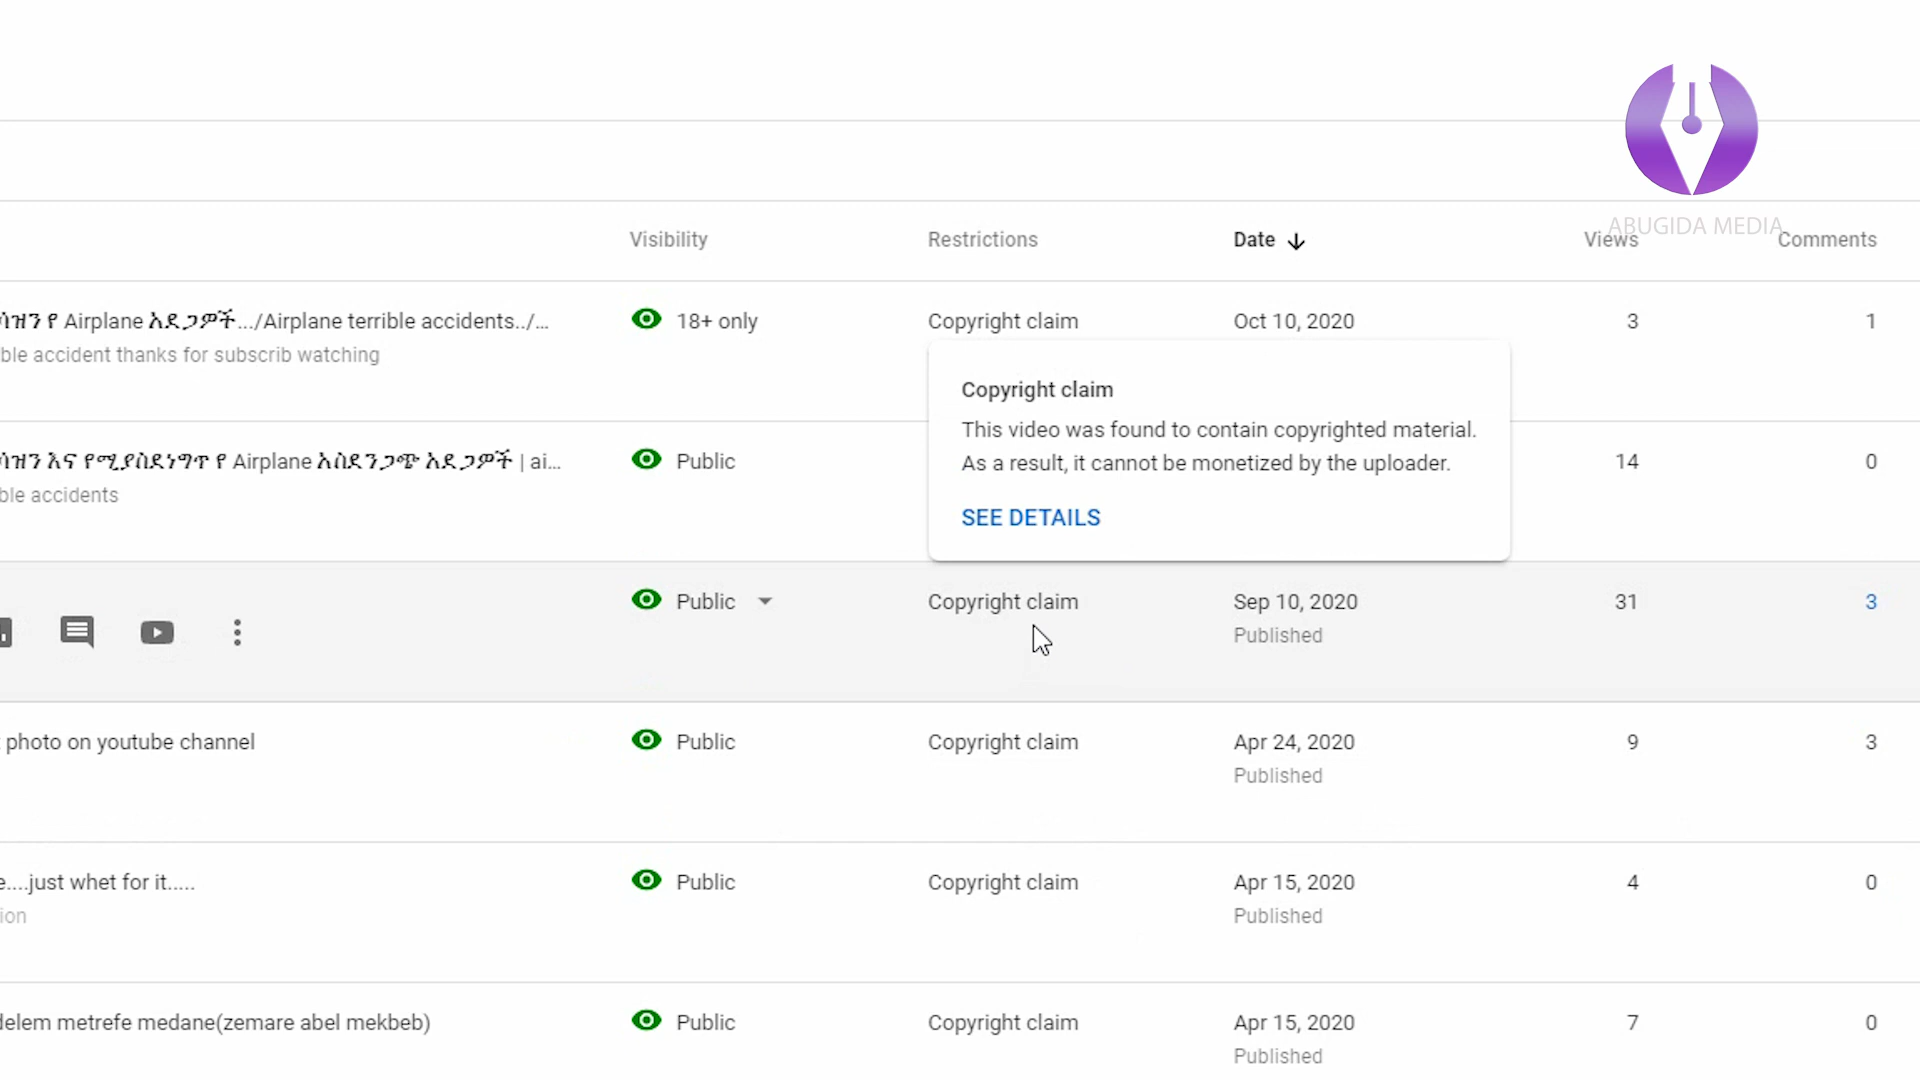 ABUGIDA MEDIA
Visibility Restrictions Date Views Comments
የ Airplane አደጋዎች.../Airplane terrible accidents../... 18+ only Copyright claim Oct 10, 2020 3 1
ble accident thanks for subscrib watching
Copyright claim
This video was found to contain copyrighted material.
As a result, it cannot be monetized by the uploader.
SEE DETAILS
እና የሚያስደነግጥ የ Airplane አስደንጋጭ አደጋዎች | ai... Public 14 0
ble accidents
Public Copyright claim Sep 10, 2020 31 3
Published
photo on youtube channel Public Copyright claim Apr 24, 2020 9 3
Published
e....just whet for it..... Public Copyright claim Apr 15, 2020 4 0
ion Published
delem metrefe medane(zemare abel mekbeb) Public Copyright claim Apr 15, 2020 7 0
Published